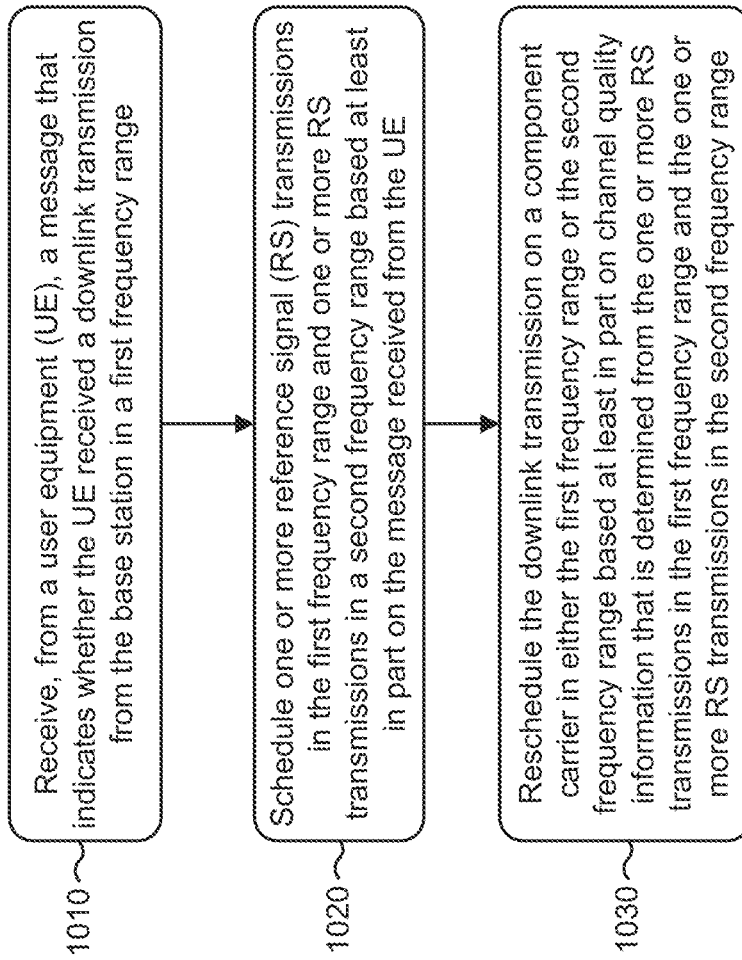 1010
Receive, from a user equipment (UE), a message that
indicates whether the UE received a downlink transmission
from the base station in a first frequency range
1020
Schedule one or more reference signal (RS) transmissions
in the first frequency range and one or more RS
transmissions in a second frequency range based at least
in part on the message received from the UE
1030
Reschedule the downlink transmission on a component
carrier in either the first frequency range or the second
frequency range based at least in part on channel quality
information that is determined from the one or more RS
transmissions in the first frequency range and the one or
more RS transmissions in the second frequency range